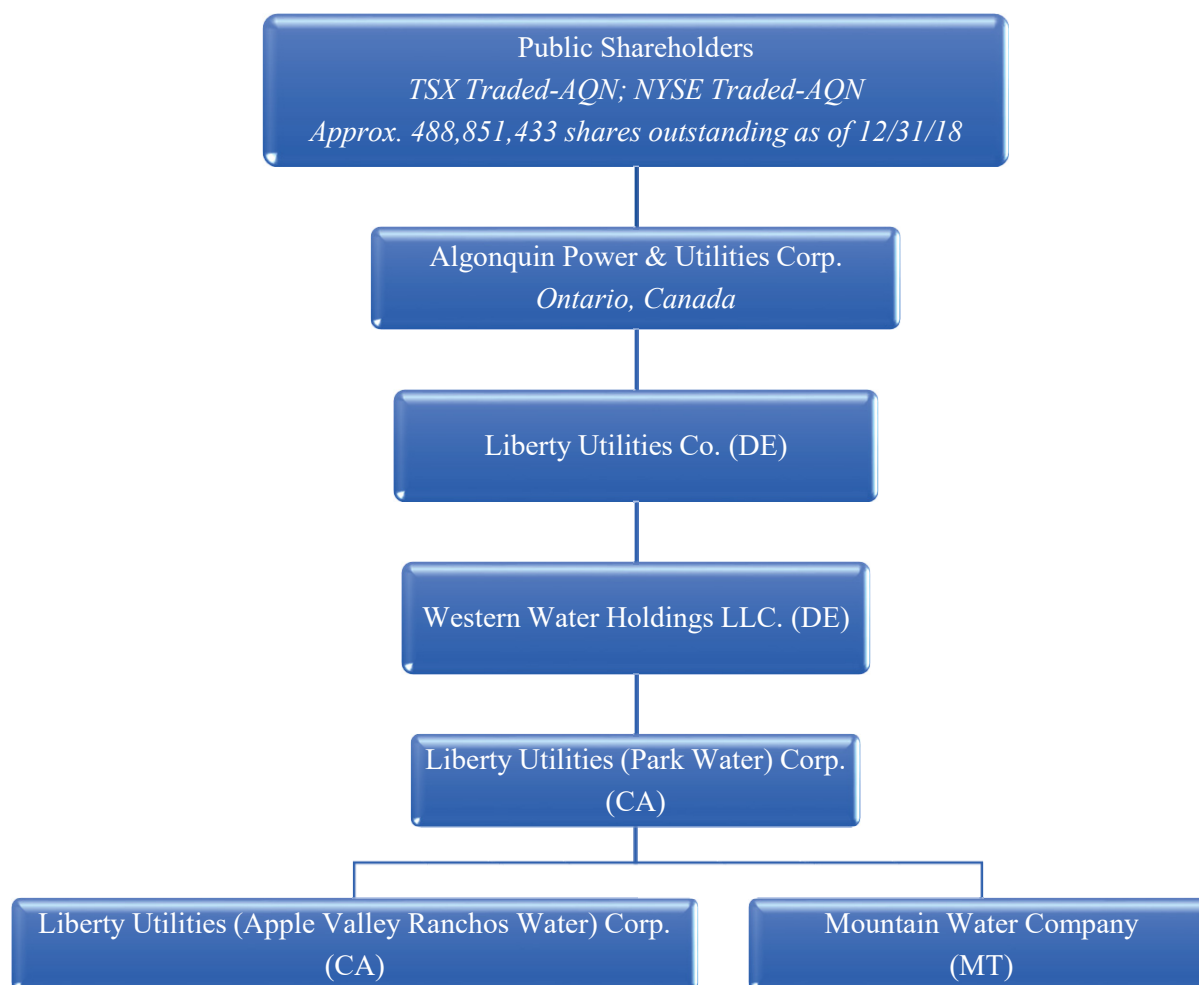 Public Shareholders
TSX Traded-AQN; NYSE Traded-AQN
Approx. 488,851,433 shares outstanding as of 12/31/18
Algonquin Power & Utilities Corp.
Ontario, Canada
Liberty Utilities Co. (DE)
Western Water Holdings LLC. (DE)
Liberty Utilities (Park Water) Corp.
(CA)
Liberty Utilities (Apple Valley Ranchos Water) Corp.
(CA)
Mountain Water Company
(MT)